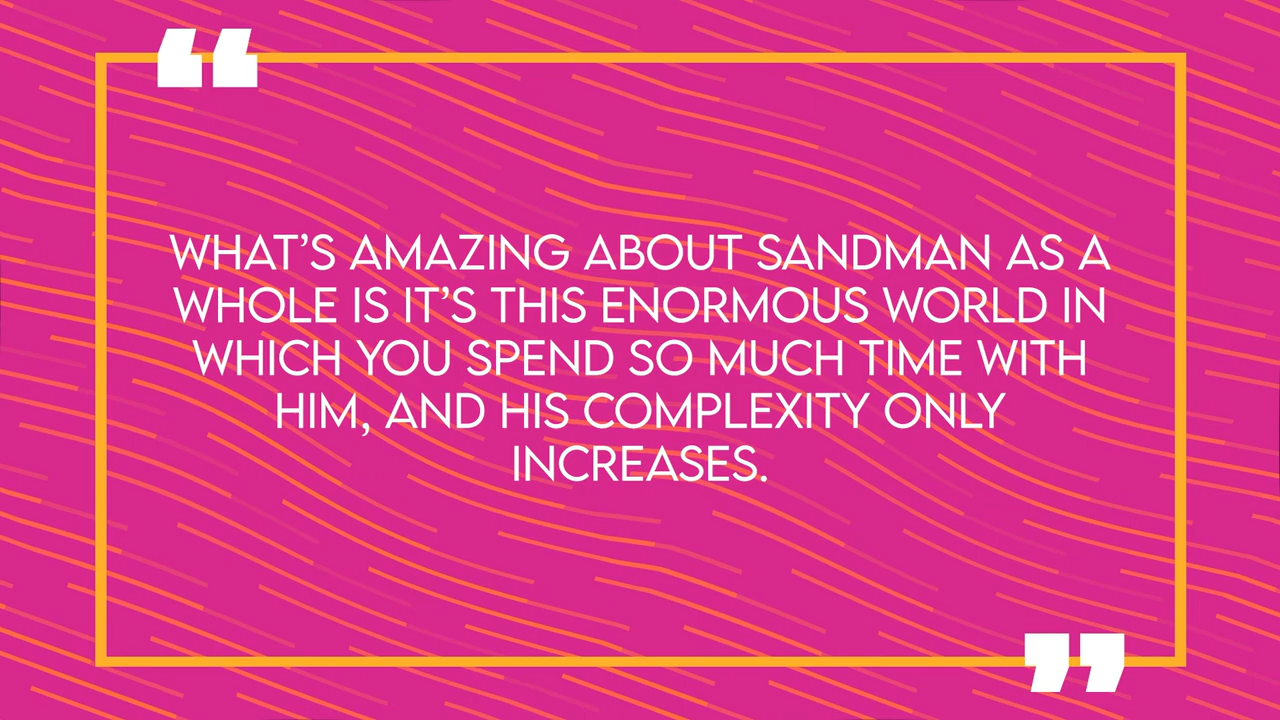 “
WHAT’S AMAZING ABOUT SANDMAN AS A
WHOLE IS IT’S THIS ENORMOUS WORLD IN
WHICH YOU SPEND SO MUCH TIME WITH
HIM, AND HIS COMPLEXITY ONLY
INCREASES.
”